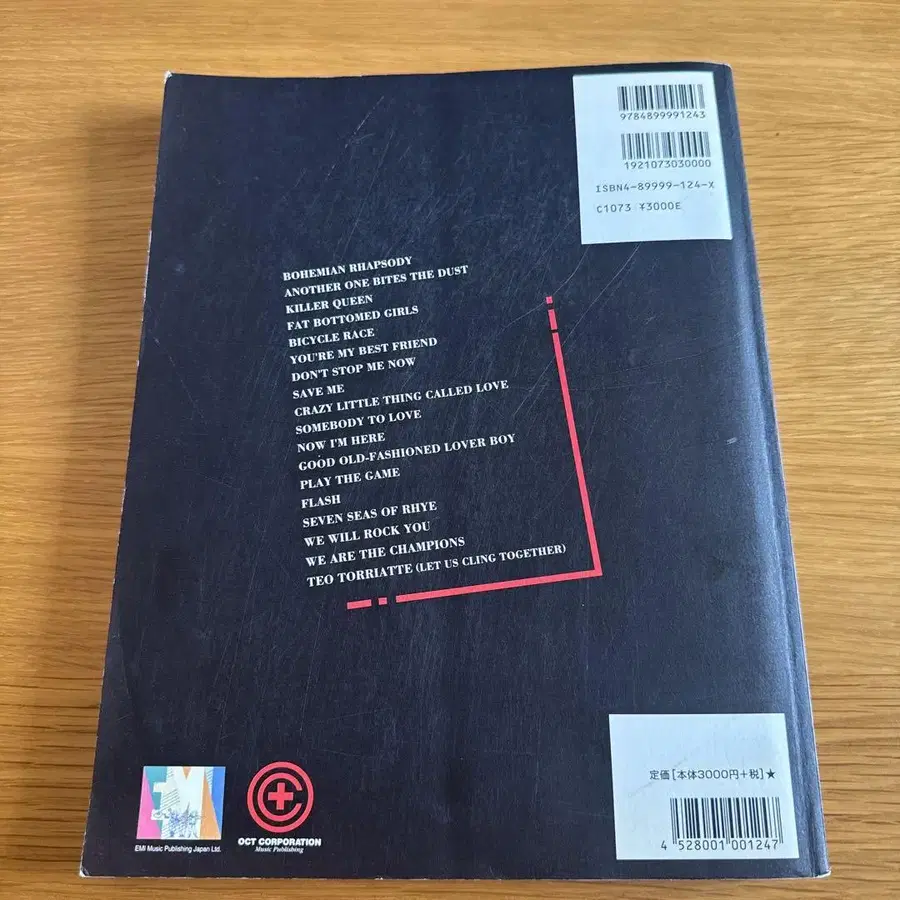 9784899991243
1921073030000
ISBN4-89999-124-X
C1073 ¥3000E
BOHEMIAN RHAPSODY
ANOTHER ONE BITES THE DUST
KILLER QUEEN
FAT BOTTOMED GIRLS
BICYCLE RACE
YOU'RE MY BEST FRIEND
DON'T STOP ME NOW
SAVE ME
CRAZY LITTLE THING CALLED LOVE
SOMEBODY TO LOVE
NOW I'M HERE
GOOD OLD-FASHIONED LOVER BOY
PLAY THE GAME
FLASH
SEVEN SEAS OF RHYE
WE WILL ROCK YOU
WE ARE THE CHAMPIONS
TEO TORRIATTE (LET US CLING TOGETHER)
EMI
EMI Music Publishing Japan Ltd.
OCT CORPORATION
Music Publishing
定価[本体3000円+税]★
4 528001 001247